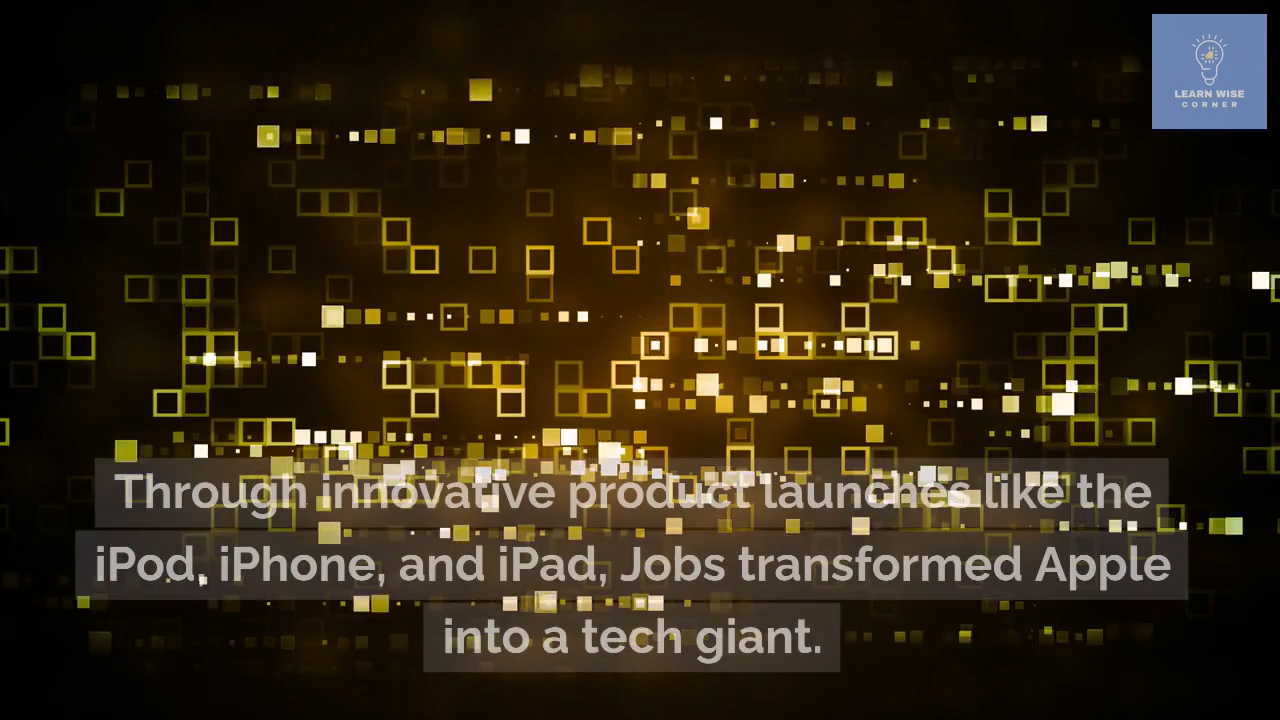 LEARN WISE
CORNER
Through innovative product launches like the
iPod, iPhone, and iPad, Jobs transformed Apple
into a tech giant.